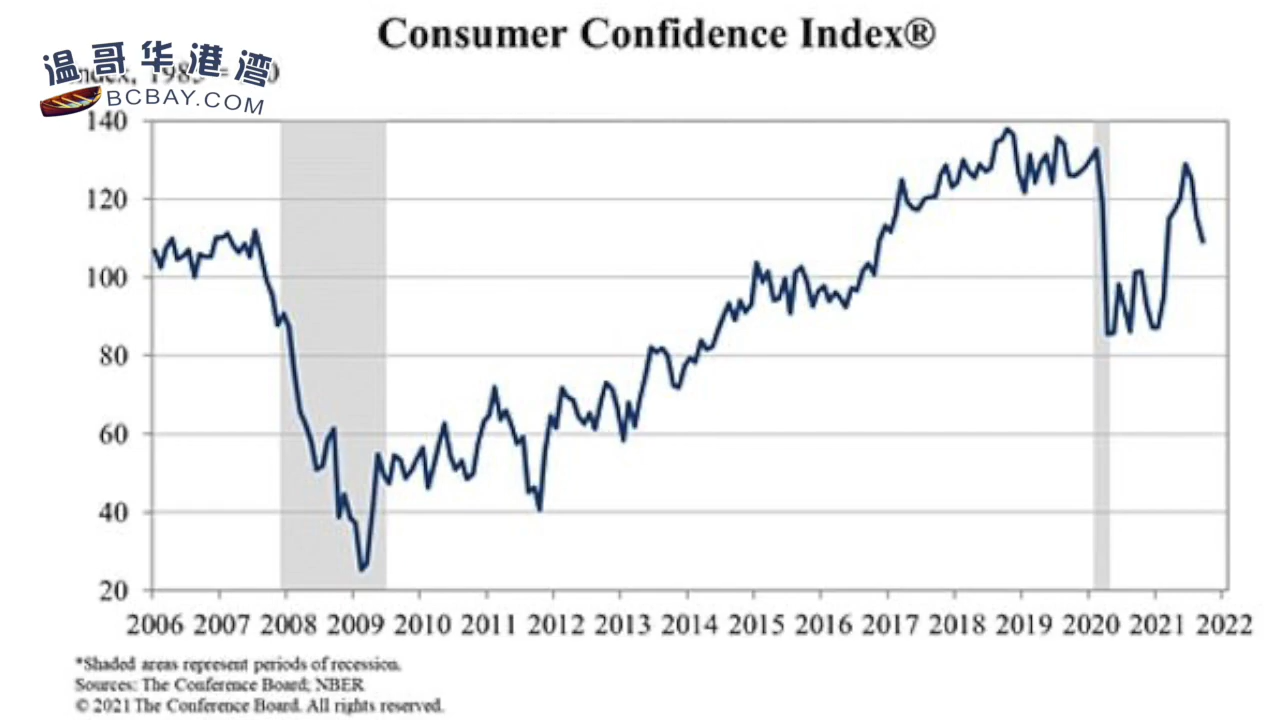 Consumer Confidence Index®
温哥华港湾
BCBAY.COM
140
120
100
80
60
40
20
2006 2007 2008 2009 2010 2011 2012 2013 2014 2015 2016 2017 2018 2019 2020 2021 2022
*Shaded areas represent periods of recession.
Sources: The Conference Board; NBER
© 2021 The Conference Board. All rights reserved.